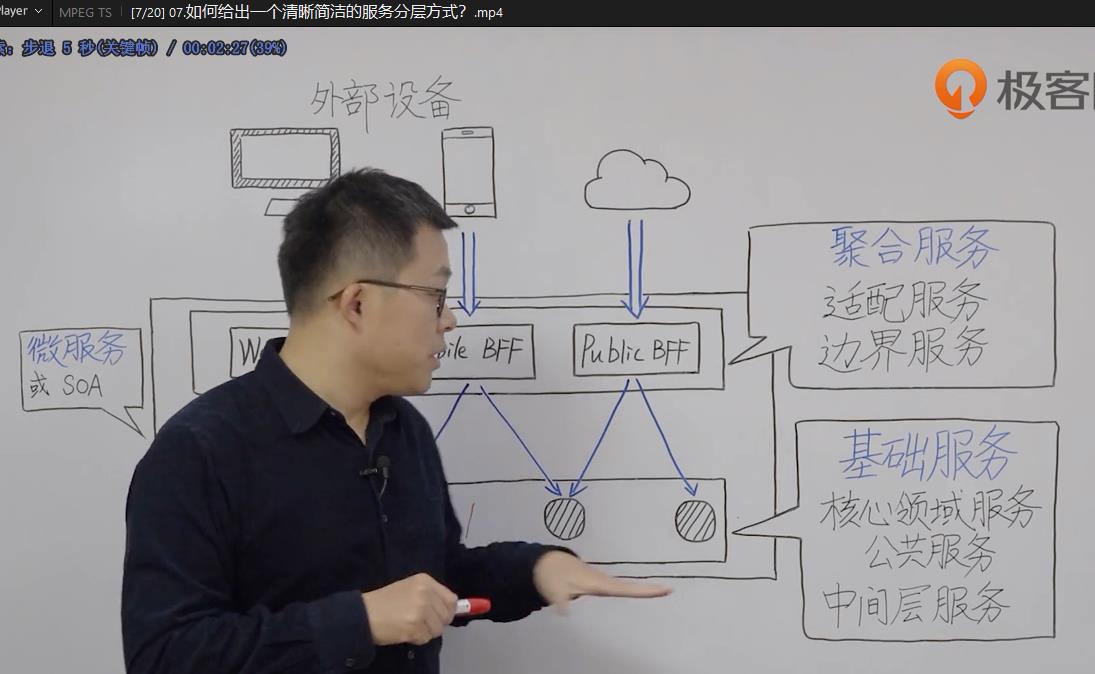 layer
MPEG TS
[7/20] 07.如何给出一个清晰简洁的服务分层方式? .mp4
: 步退 5 秒(关键帧) / 00:02:27(39%)
极客
外部设备
聚合服务
适配服务
边界服务
微服务
或 SOA
W
bile BFF
Public BFF
基础服务
核心领域服务
公共服务
中间层服务